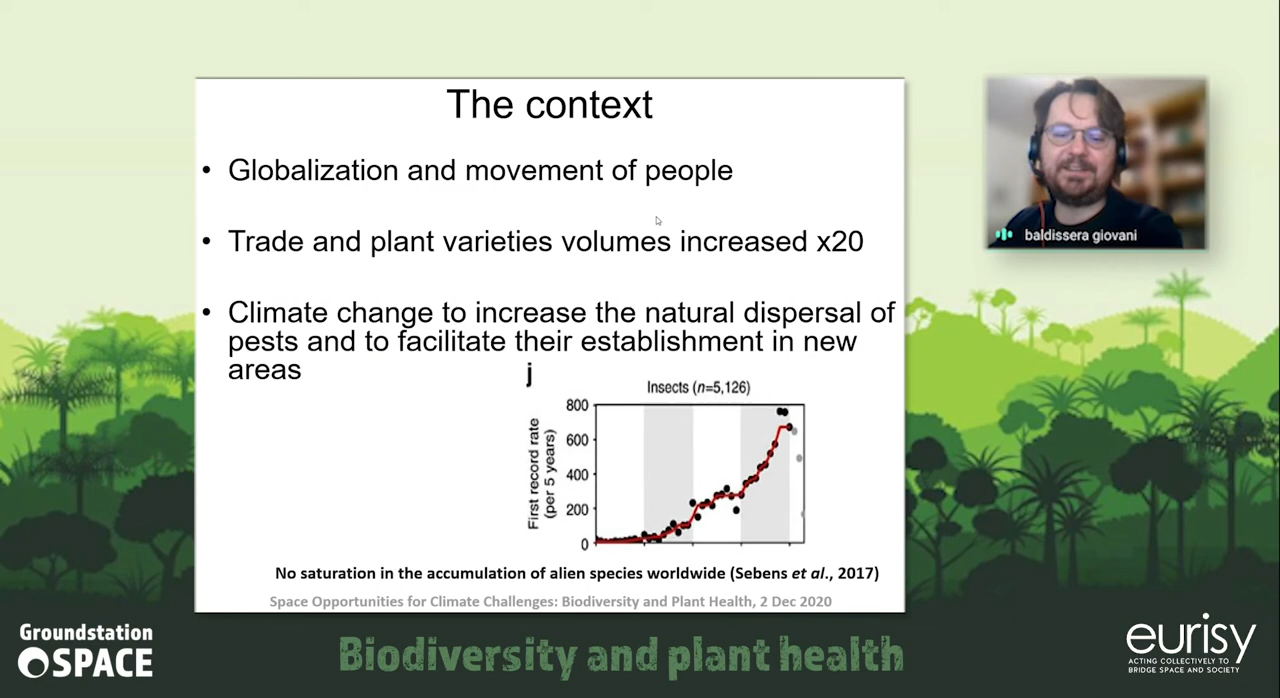 The context
• Globalization and movement of people
• Trade and plant varieties volumes increased x20
• Climate change to increase the natural dispersal of
pests and to facilitate their establishment in new
areas
j
Insects (n=5,126)
First record rate
(per 5 years)
800
600
400
200
0
No saturation in the accumulation of alien species worldwide (Sebens et al., 2017)
Space Opportunities for Climate Challenges: Biodiversity and Plant Health, 2 Dec 2020
baldissera giovani
Groundstation
SPACE
Biodiversity and plant health
eurisy
ACTING COLLECTIVELY TO
BRIDGE SPACE AND SOCIETY